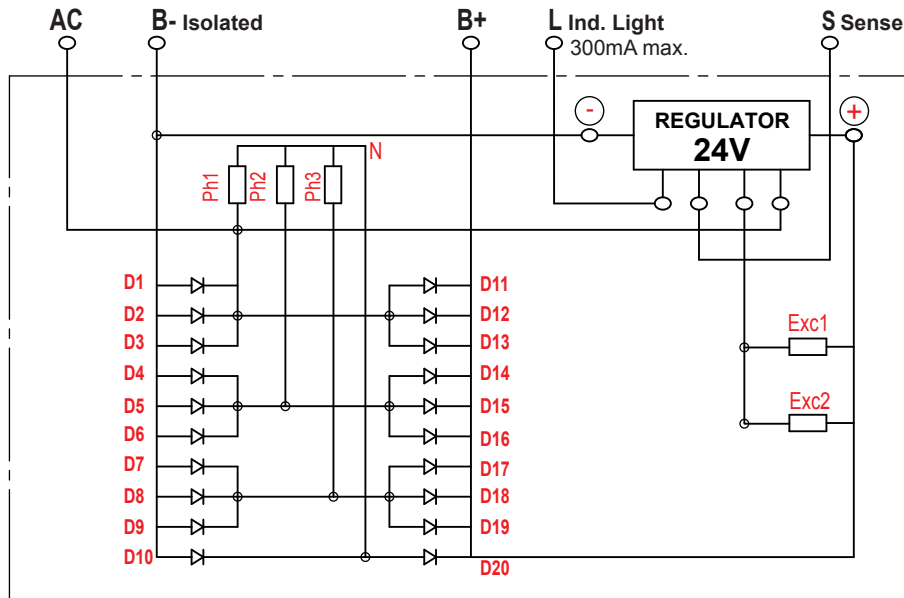 AC
B- Isolated
B+
L Ind. Light
300mA max.
S Sense
-
REGULATOR
24V
+
N
Ph1
Ph2
Ph3
D1
D11
D2
D12
D3
D13
Exc1
D4
D14
D5
D15
Exc2
D6
D16
D7
D17
D8
D18
D9
D19
D10
D20